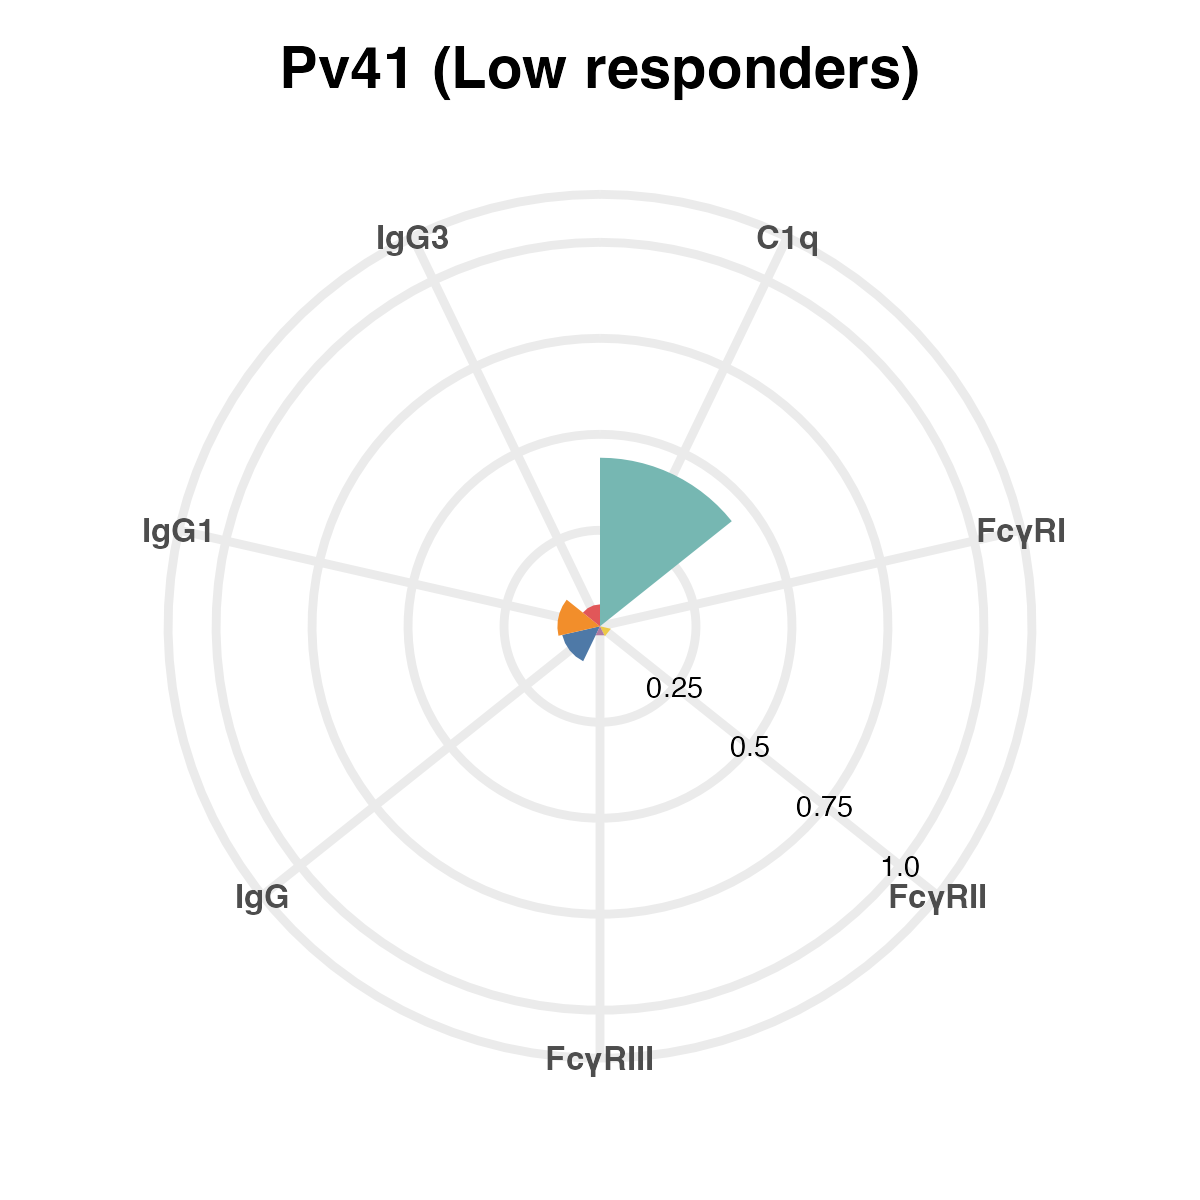 Pv41 (Low responders)
IgG3
C1q
IgG1
FcγRI
0.25
0.5
0.75
1.0
IgG
FcγRII
FcγRIII